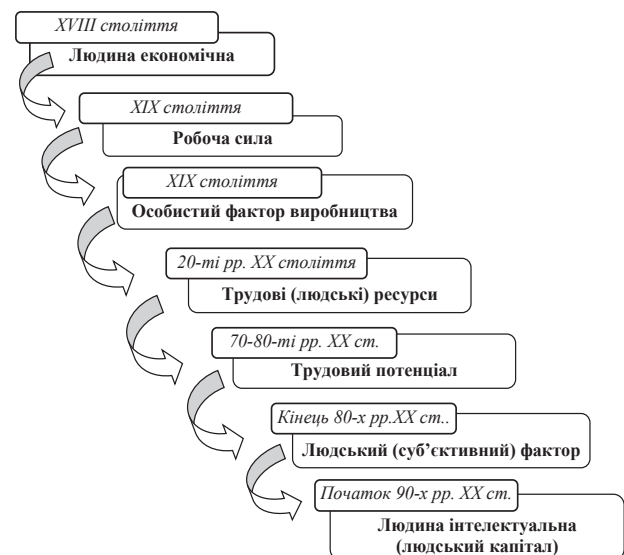 XVIII століття
Людина економічна
XIX століття
Робоча сила
XIX століття
Особистий фактор виробництва
20-ті рр. XX століття
Трудові (людські) ресурси
70-80-ті рр. XX ст.
Трудовий потенціал
Кінець 80-х рр.XX ст..
Людський (суб’єктивний) фактор
Початок 90-х рр. XX ст.
Людина інтелектуальна
(людський капітал)